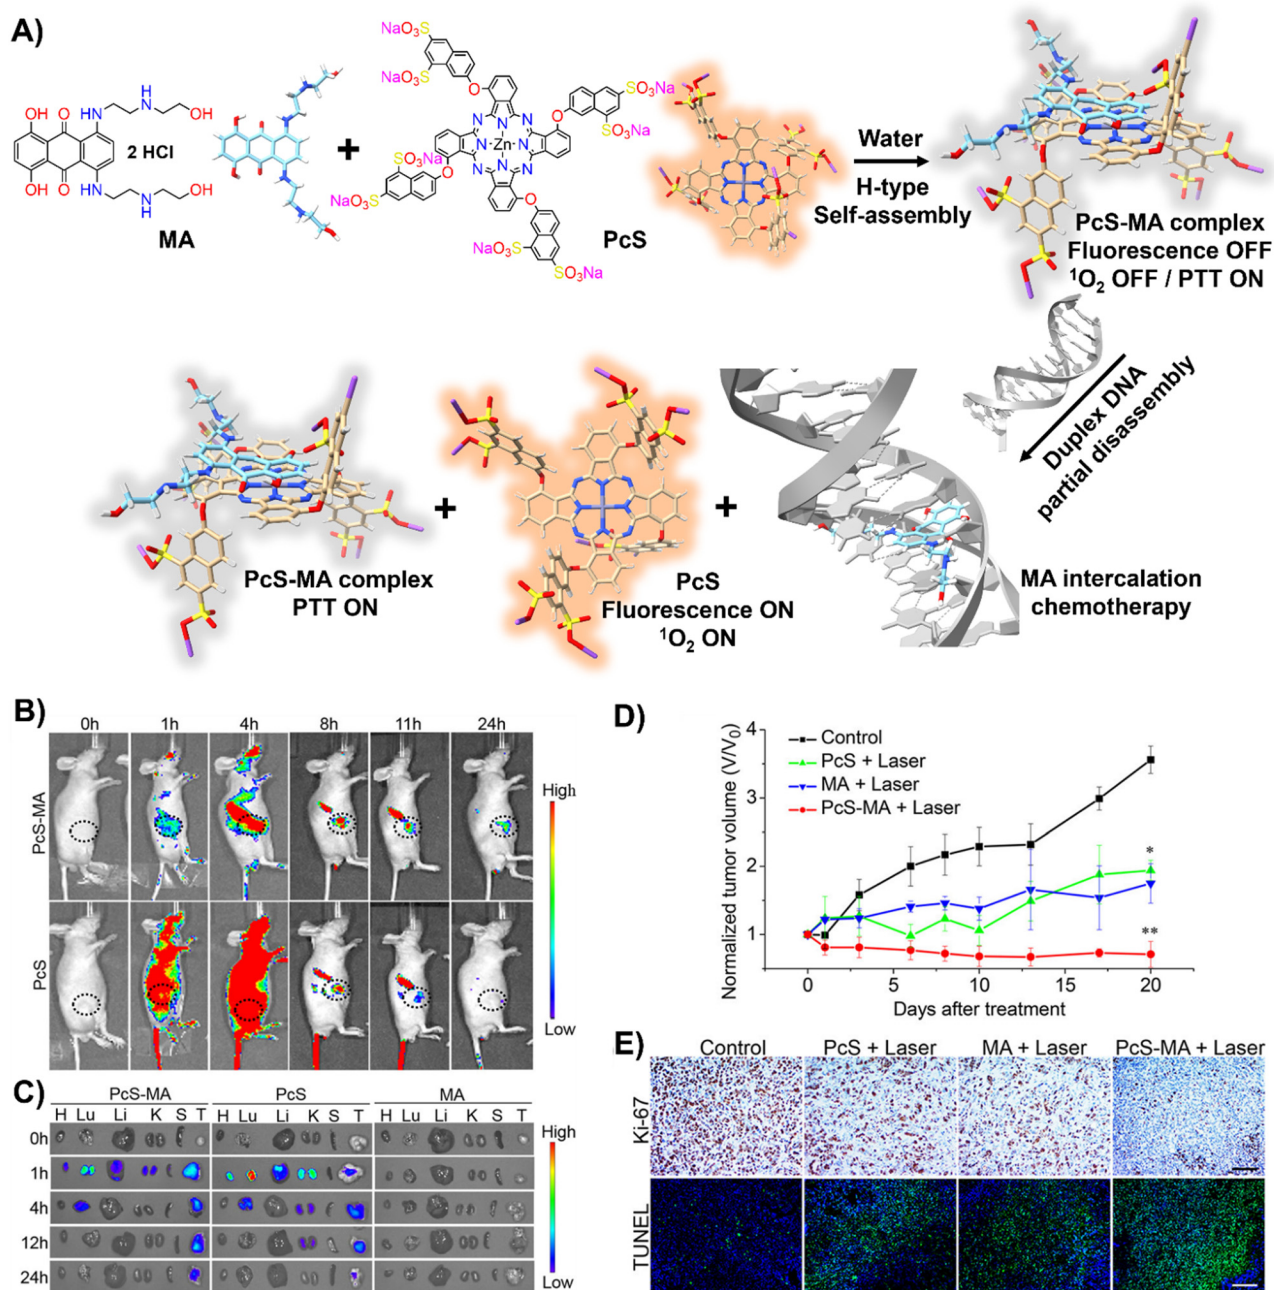 A)
OH
O
HN
H
N
OH
2 HCl
OH
O
HN
N
H
OH
MA
+
NaO3S
NaO3S
O
N
N
N
N
Zn
N
N
N
N
O
SO3Na
SO3Na
NaO3S
NaO3S
O
O
SO3Na
SO3Na
PcS
Water
H-type
Self-assembly
PcS-MA complex
Fluorescence OFF
¹O₂ OFF / PTT ON
Duplex DNA
partial disassembly
PcS-MA complex
PTT ON
+
PcS
Fluorescence ON
¹O₂ ON
+
MA intercalation
chemotherapy
B)
0h 1h 4h 8h 11h 24h
PcS-MA
PcS
High
Low
C)
PcS-MA PcS MA
H Lu Li K S T H Lu Li K S T H Lu Li K S T
0h
1h
4h
12h
24h
High
Low
D)
Normalized tumor volume (V/V₀)
4
3
2
1
Control
PcS + Laser
MA + Laser
PcS-MA + Laser
*
**
0 5 10 15 20
Days after treatment
E)
Control PcS + Laser MA + Laser PcS-MA + Laser
Ki-67
TUNEL